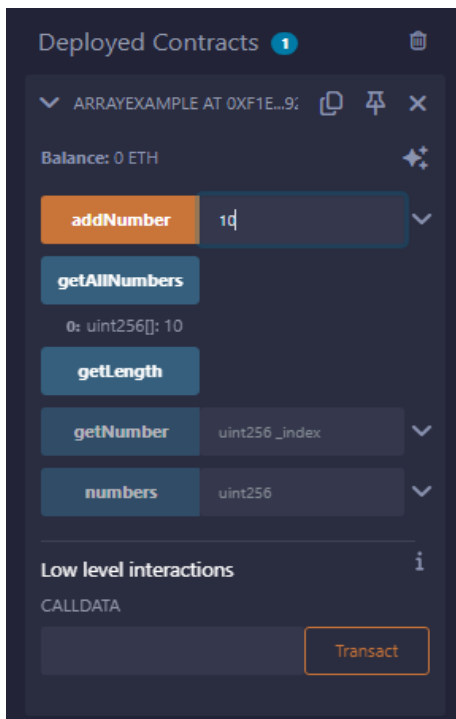 Deployed Contracts 1
ARRAYEXAMPLE AT 0XF1E...92
Balance: 0 ETH
addNumber 10
getAllNumbers
0: uint256[]: 10
getLength
getNumber uint256 _index
numbers uint256
Low level interactions i
CALLDATA
Transact